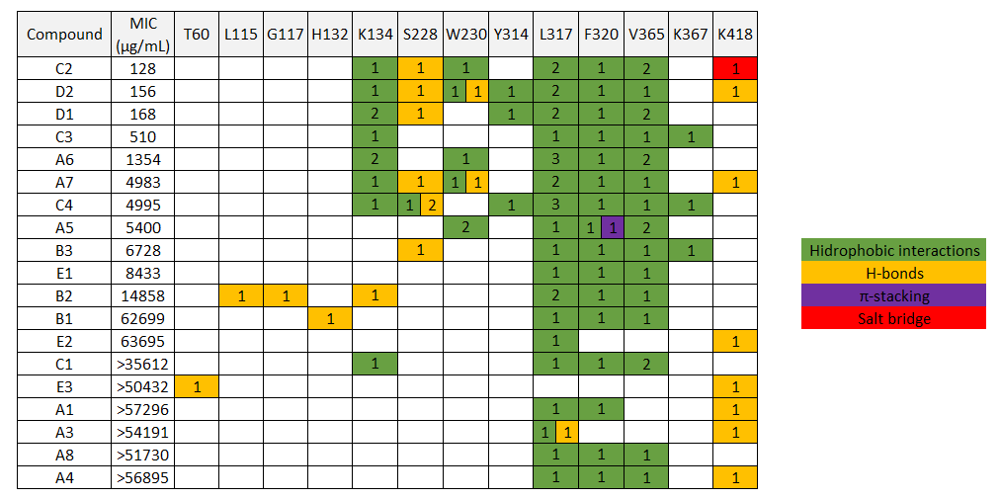 Compound MIC (µg/mL) T60 L115 G117 H132 K134 S228 W230 Y314 L317 F320 V365 K367 K418
C2 128 1 1 1 2 1 2 1
D2 156 1 1 1 1 1 2 1 1 1
D1 168 2 1 1 2 1 2
C3 510 1 1 1 1 1
A6 1354 2 1 3 1 2
A7 4983 1 1 1 1 2 1 1 1
C4 4995 1 1 2 1 3 1 1 1
A5 5400 2 1 1 1 2
B3 6728 1 1 1 1 1
E1 8433 1 1 1
B2 14858 1 1 1 2 1 1
B1 62699 1 1 1 1
E2 63695 1 1
C1 >35612 1 1 1 2
E3 >50432 1 1
A1 >57296 1 1 1
A3 >54191 1 1 1
A8 >51730 1 1 1
A4 >56895 1 1 1 1
Hidrophobic interactions
H-bonds
π-stacking
Salt bridge